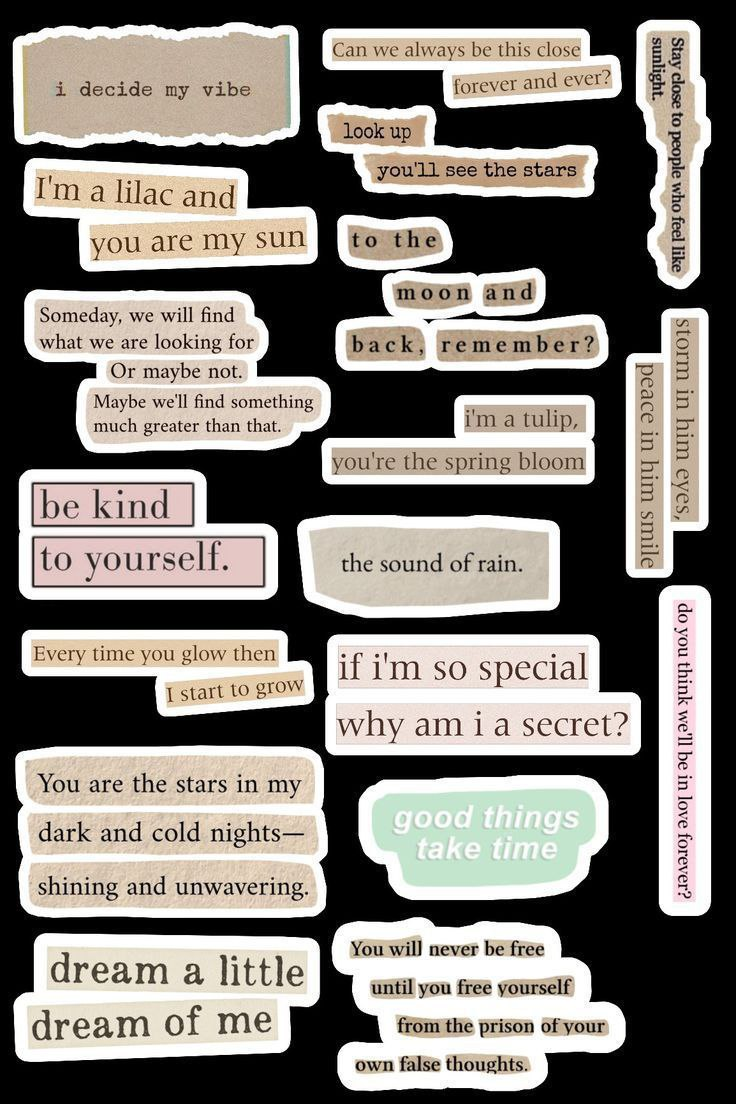 i decide my vibe
I'm a lilac and
you are my sun
Someday, we will find
what we are looking for
Or maybe not.
Maybe we'll find something
much greater than that.
be kind
to yourself.
Every time you glow then
I start to grow
You are the stars in my
dark and cold nights—
shining and unwavering.
dream a little
dream of me
Can we always be this close
forever and ever?
look up
you'll see the stars
to the
moon and
back, remember?
i'm a tulip,
you're the spring bloom
the sound of rain.
if i'm so special
why am i a secret?
good things
take time
You will never be free
until you free yourself
from the prison of your
own false thoughts.
Stay close to people who feel like
sunlight.
storm in him eyes,
peace in him smile
do you think we'll be in love forever?